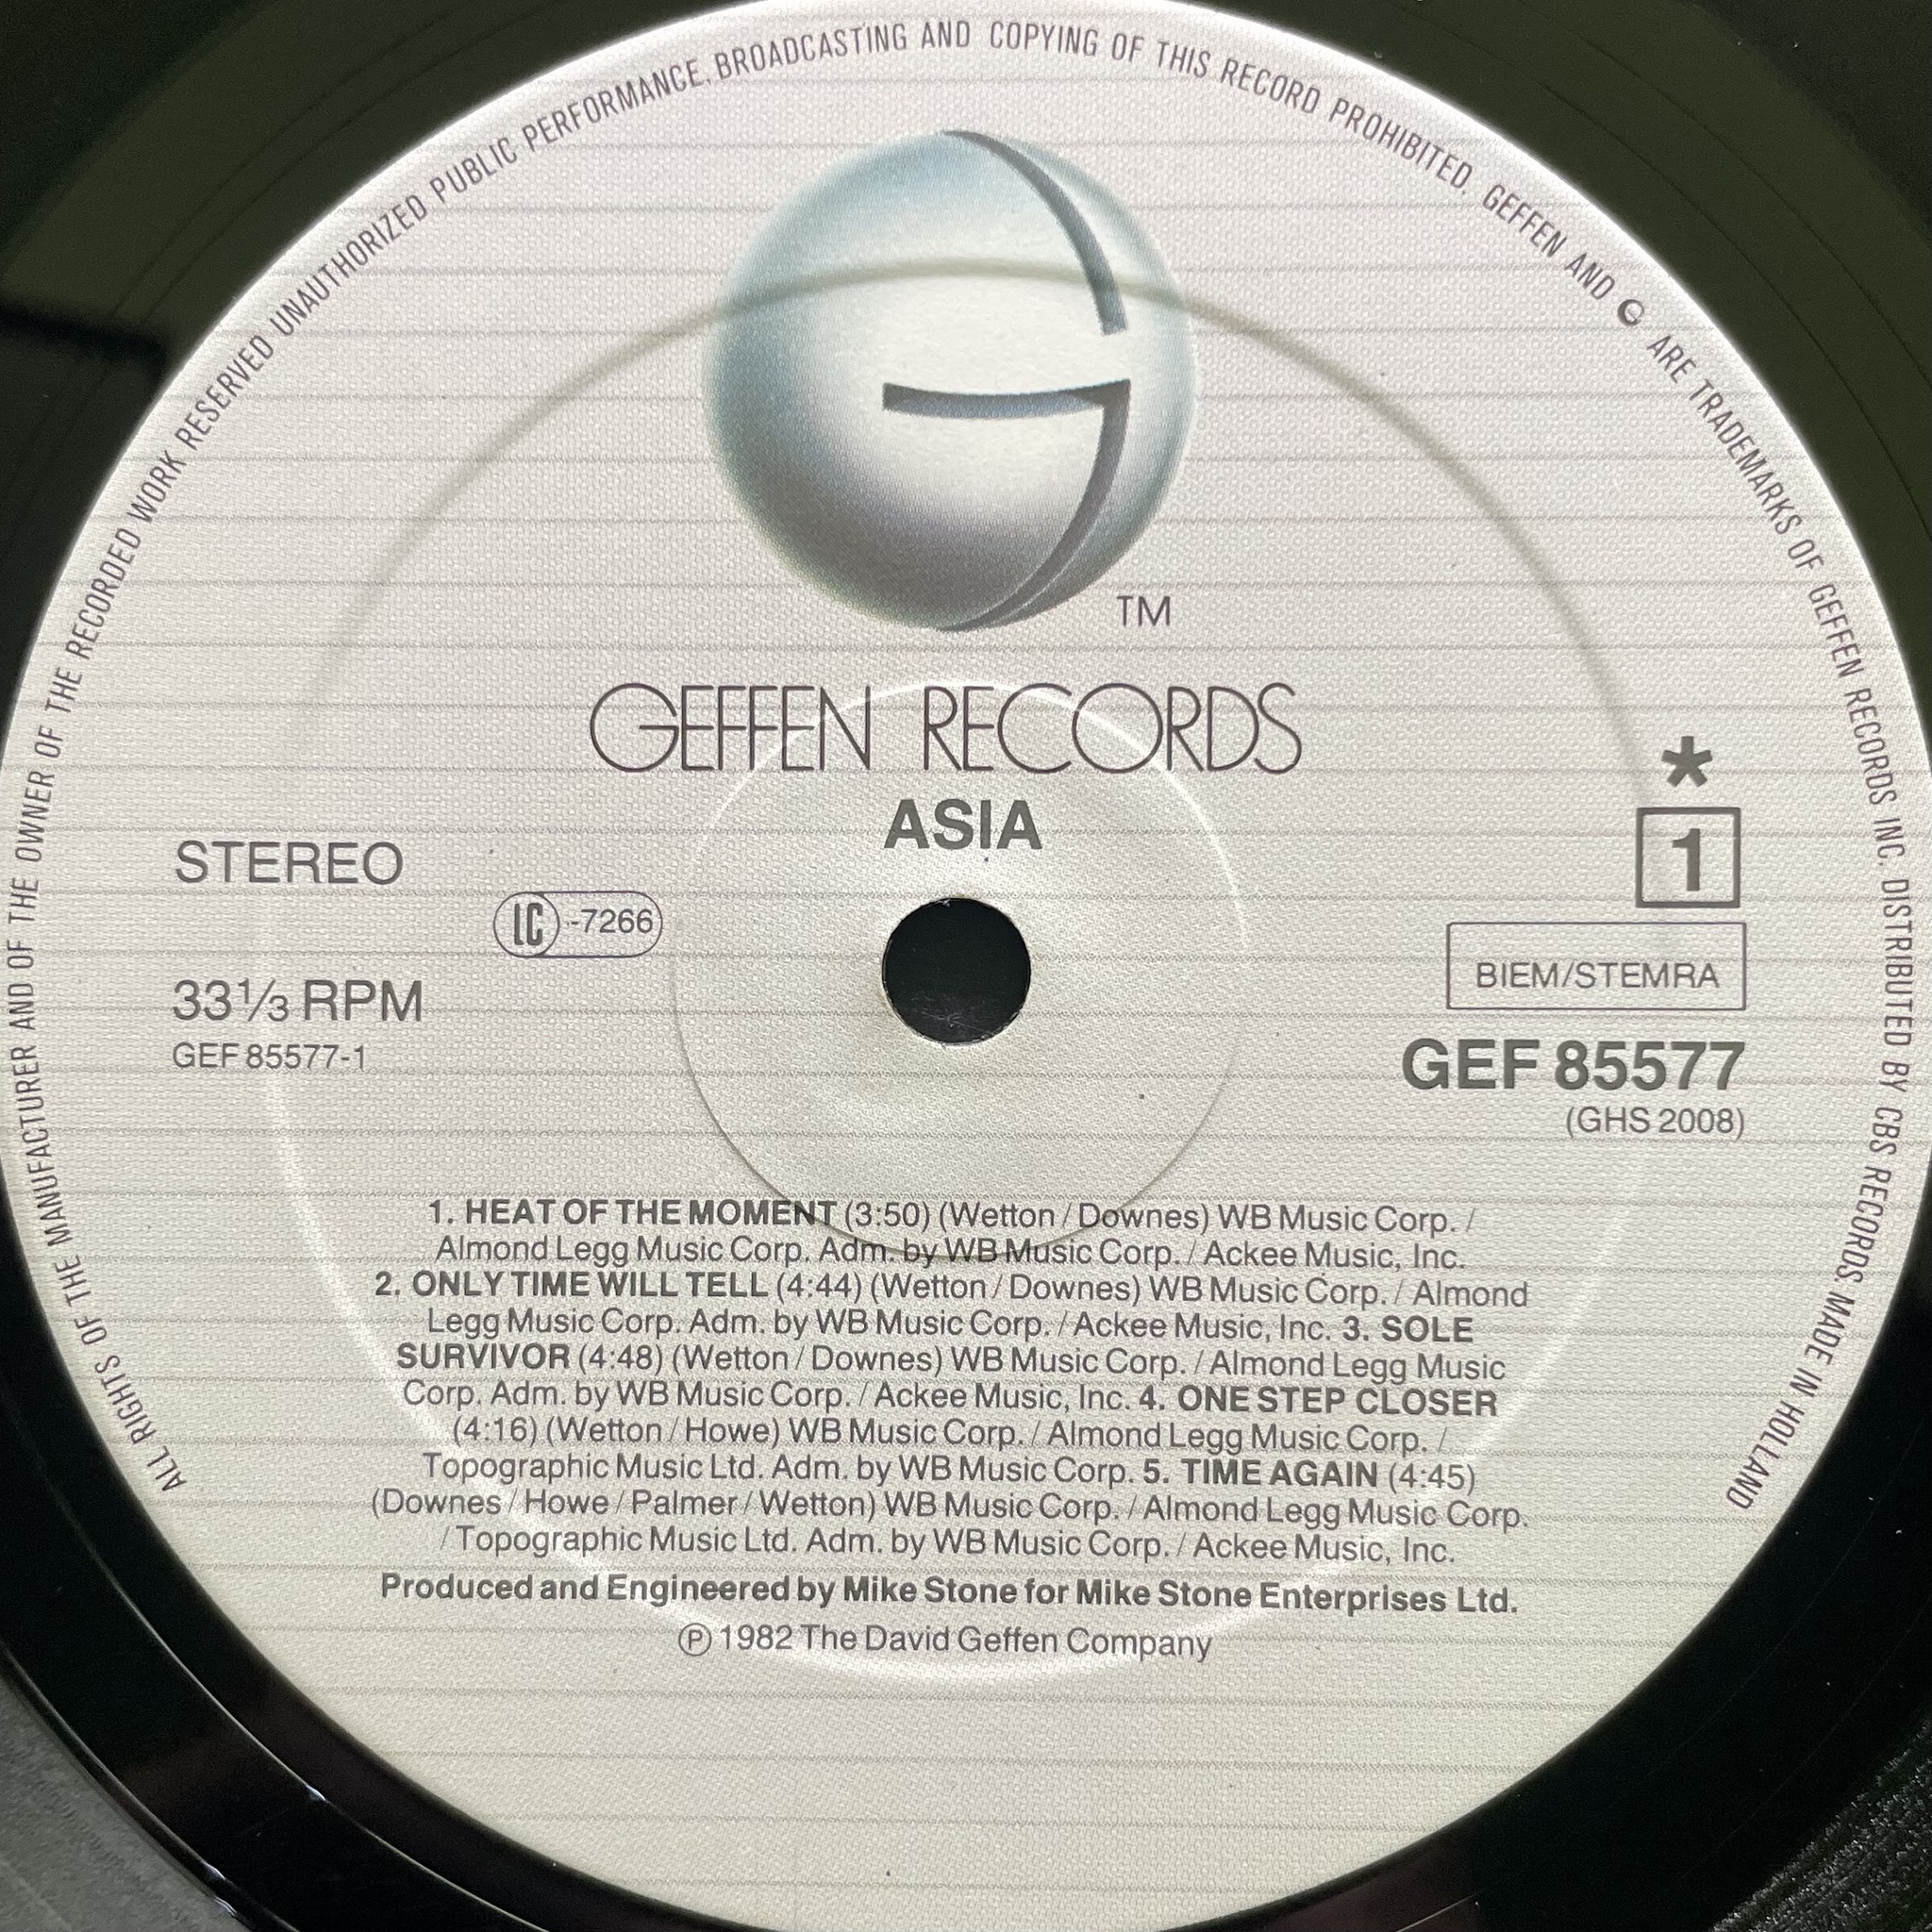 ALL RIGHTS OF THE MANUFACTURER AND OF THE OWNER OF THE RECORDED WORK RESERVED UNAUTHORIZED PUBLIC PERFORMANCE. BROADCASTING AND COPYING OF THIS RECORD PROHIBITED. GEFFEN AND G ARE TRADEMARKS OF GEFFEN RECORDS INC. DISTRIBUTED BY CBS RECORDS. MADE IN HOLLAND
TM
GEFFEN RECORDS
ASIA
*
STEREO
1
LC-7266
BIEM/STEMRA
33⅓ RPM
GEF 85577-1
GEF 85577
(GHS 2008)
1. HEAT OF THE MOMENT (3:50) (Wetton/Downes) WB Music Corp. /
Almond Legg Music Corp. Adm. by WB Music Corp. / Ackee Music, Inc.
2. ONLY TIME WILL TELL (4:44) (Wetton/Downes) WB Music Corp. / Almond
Legg Music Corp. Adm. by WB Music Corp. / Ackee Music, Inc. 3. SOLE
SURVIVOR (4:48) (Wetton/Downes) WB Music Corp. / Almond Legg Music
Corp. Adm. by WB Music Corp. / Ackee Music, Inc. 4. ONE STEP CLOSER
(4:16) (Wetton/Howe) WB Music Corp. / Almond Legg Music Corp. /
Topographic Music Ltd. Adm. by WB Music Corp. 5. TIME AGAIN (4:45)
(Downes/Howe/Palmer/Wetton) WB Music Corp. / Almond Legg Music Corp.
/ Topographic Music Ltd. Adm. by WB Music Corp. / Ackee Music, Inc.
Produced and Engineered by Mike Stone for Mike Stone Enterprises Ltd.
℗ 1982 The David Geffen Company